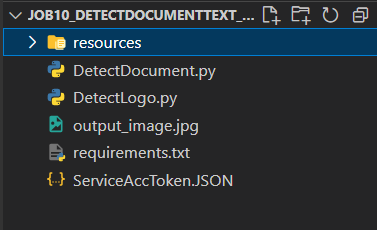 JOB10_DETECTDOCUMENTTEXT_...
resources
DetectDocument.py
DetectLogo.py
output_image.jpg
requirements.txt
ServiceAccToken.JSON